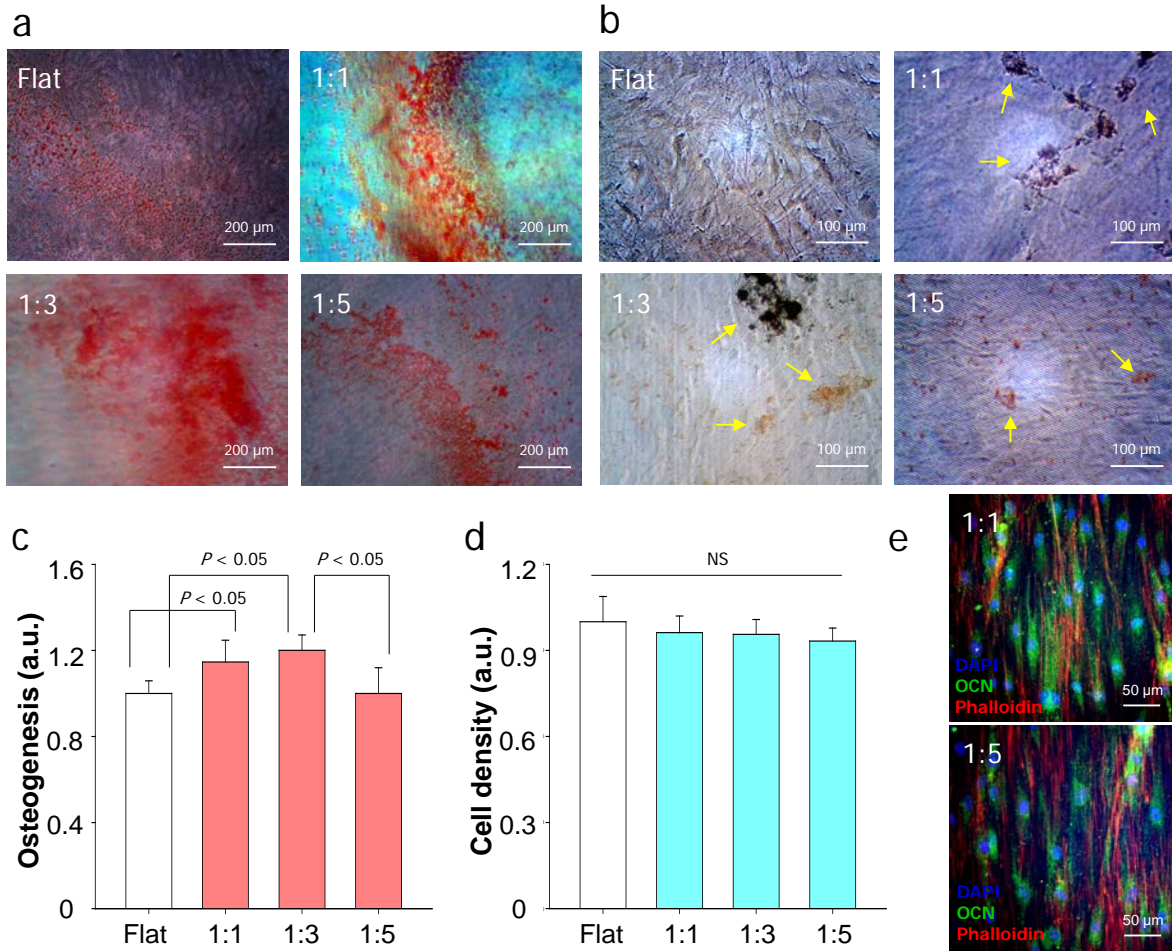 a
Flat
200 µm
1:1
200 µm
1:3
200 µm
1:5
200 µm
b
Flat
100 µm
1:1
100 µm
1:3
100 µm
1:5
100 µm
c
Osteogenesis (a.u.)
1.6
1.2
0.8
0.4
0
P < 0.05
P < 0.05
P < 0.05
Flat 1:1 1:3 1:5
d
Cell density (a.u.)
1.2
0.9
0.6
0.3
0
NS
Flat 1:1 1:3 1:5
e
1:1
DAPI
OCN
Phalloidin
50 µm
1:5
DAPI
OCN
Phalloidin
50 µm